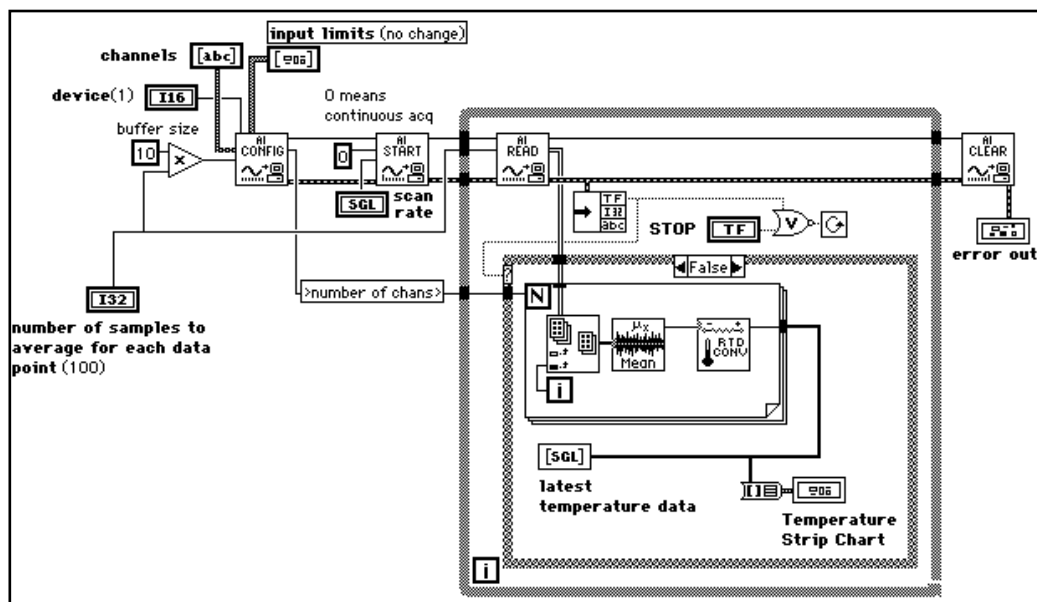 input limits (no change)
channels
[abc]
device(1)
I16
buffer size
10
x
AI
CONFIG
0 means
continuous acq
0
AI
START
SGL
scan
rate
AI
READ
AI
CLEAR
TF
I32
abc
STOP
TF
V
error out
I32
number of samples to
average for each data
point (100)
>number of chans>
?
False
N
i
μx
Mean
RTD
CONV
[SGL]
latest
temperature data
Temperature
Strip Chart
i